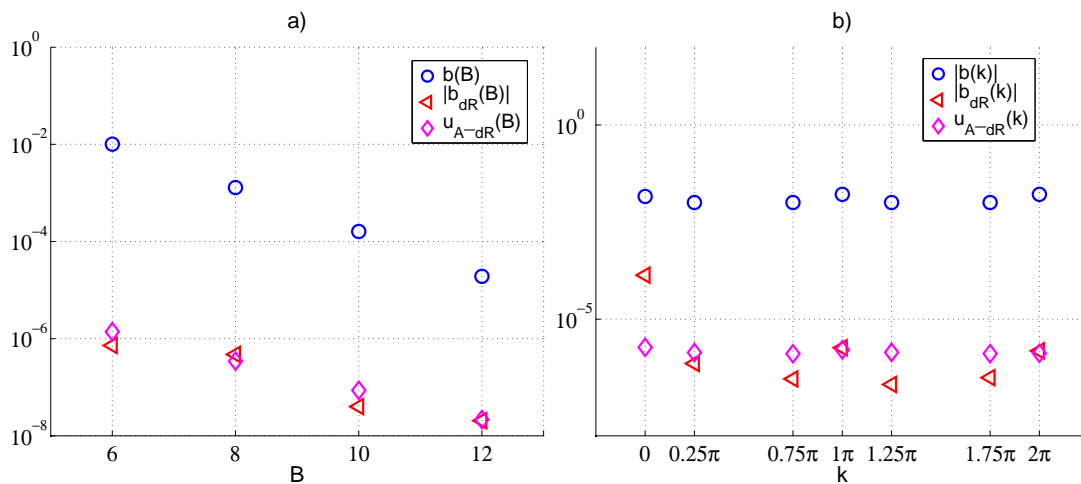 a)
10^0
10^-2
10^-4
10^-6
10^-8
6 8 10 12
B
b(B)
|b_dR(B)|
u_A−dR(B)
b)
10^0
10^-5
0 0.25π 0.75π 1π 1.25π 1.75π 2π
k
|b(k)|
|b_dR(k)|
u_A−dR(k)